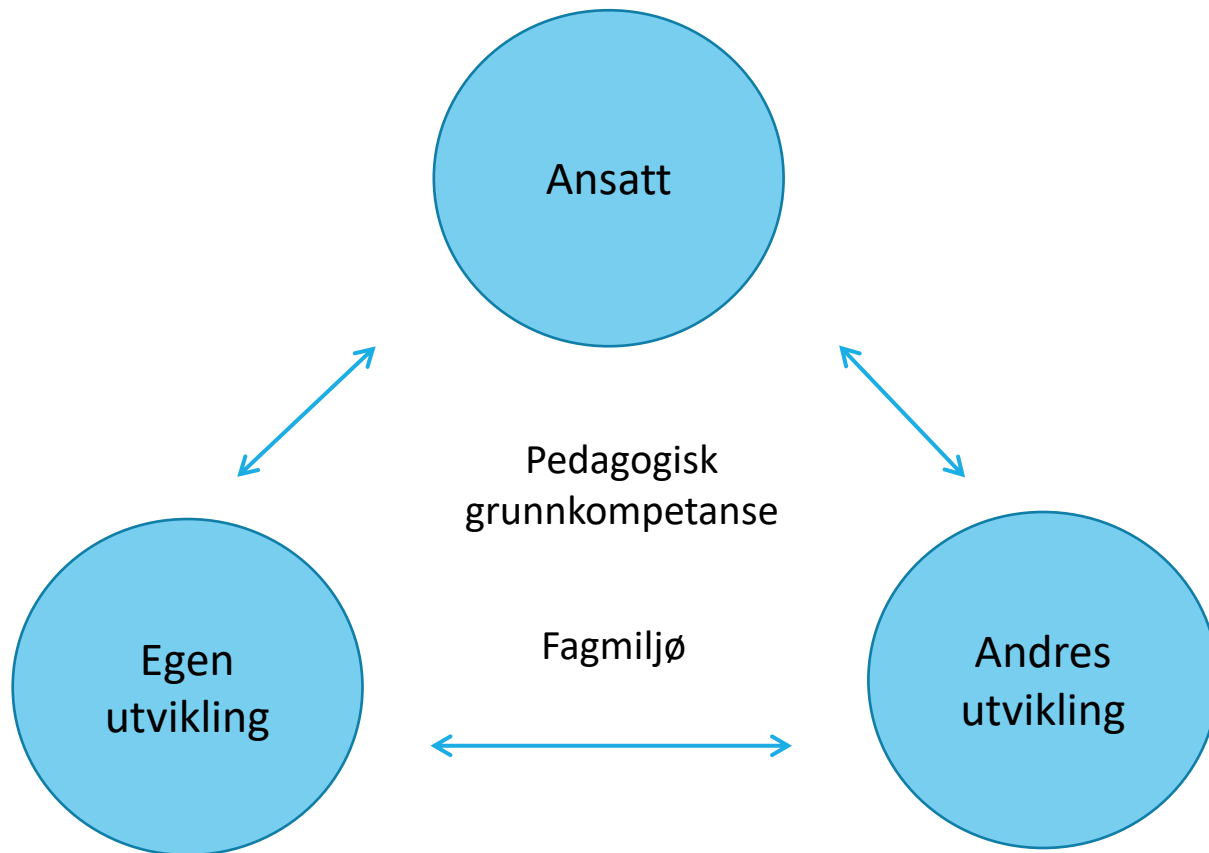 Ansatt
Pedagogisk
grunnkompetanse
Fagmiljø
Egen
utvikling
Andres
utvikling